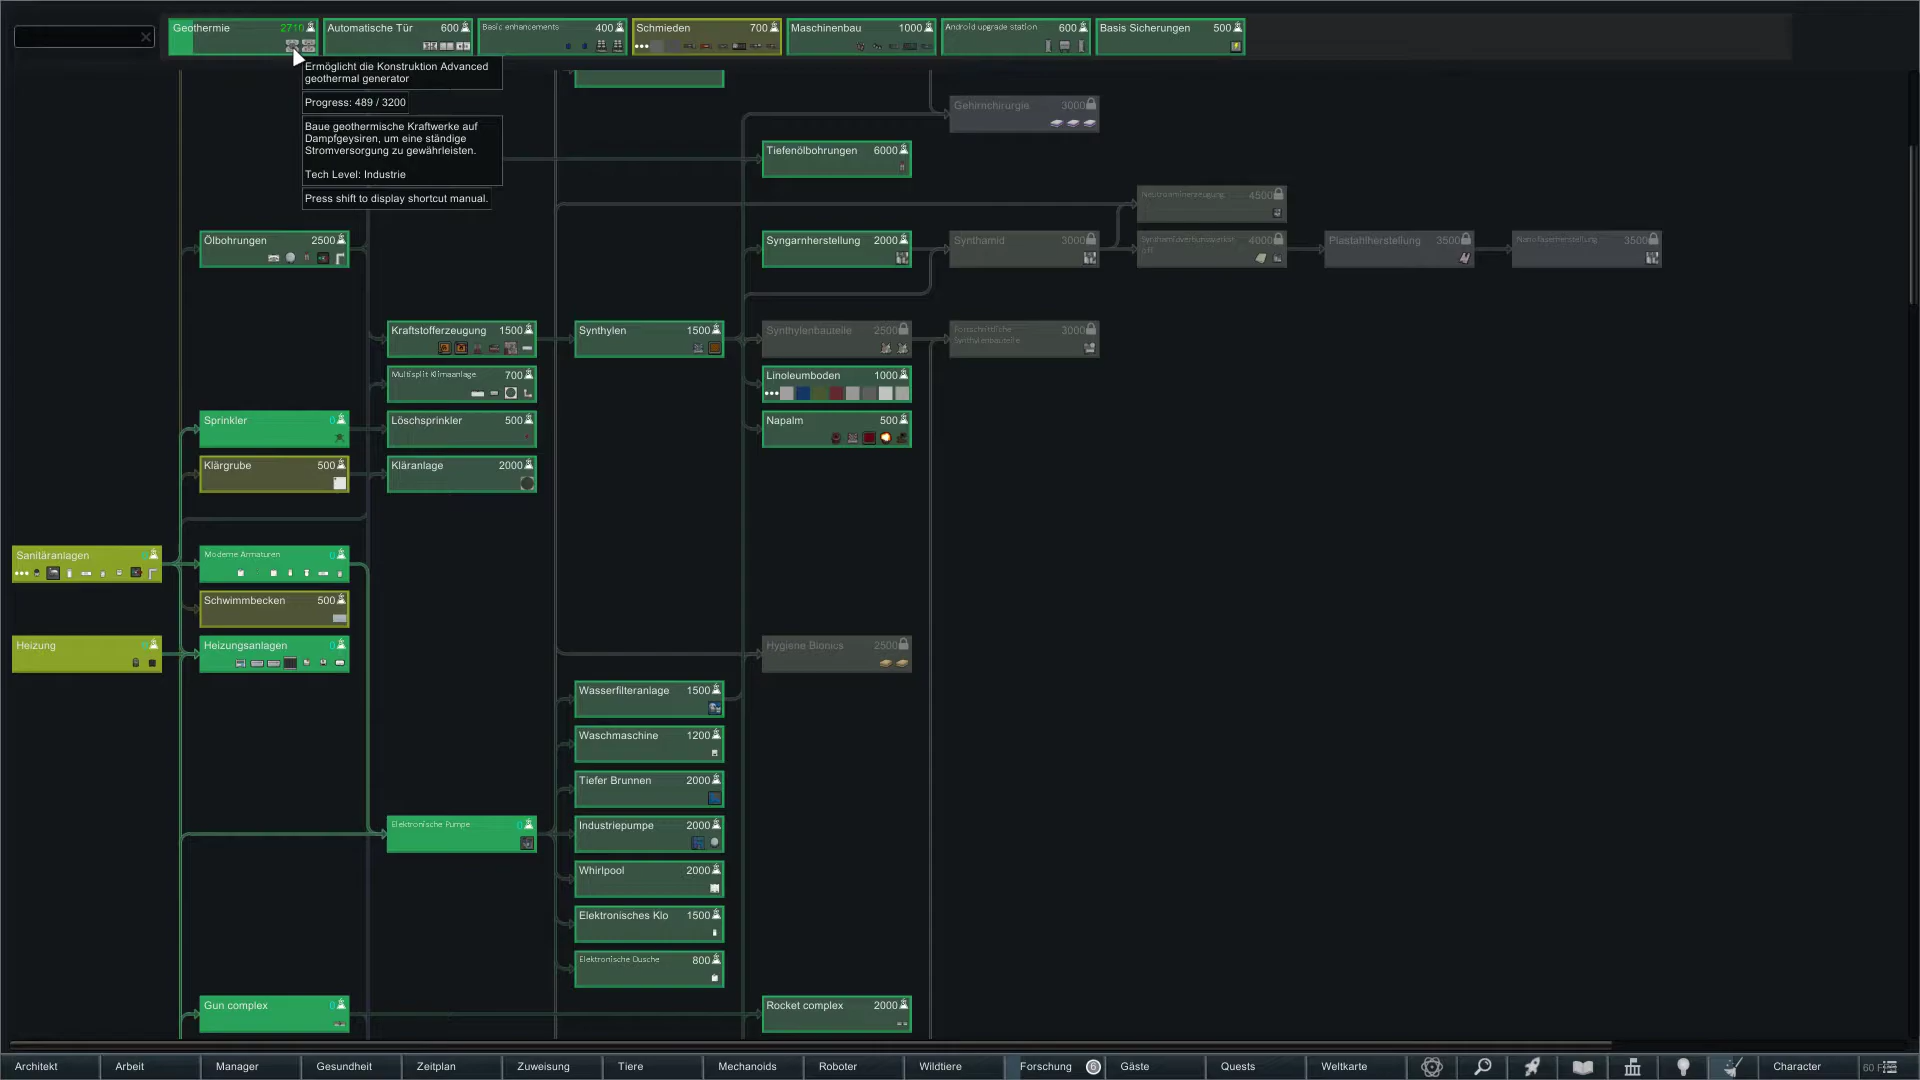 Geothermie 2710
Automatische Tür 600
Basic enhancements 400
Schmieden 700
Maschinenbau 1000
Android upgrade station 600
Basis Sicherungen 500
Ermöglicht die Konstruktion Advanced
geothermal generator
Progress: 489 / 3200
Baue geothermische Kraftwerke auf
Dampfgeysiren, um eine ständige
Stromversorgung zu gewährleisten.
Tech Level: Industrie
Press shift to display shortcut manual.
Gehirnchirurgie 3000
Tiefenölbohrungen 6000
Neutroaminerzeugung 4500
Ölbohrungen 2500
Syngarnherstellung 2000
Synthamid 3000
4000
Plastahlherstellung 3500
3500
Kraftstofferzeugung 1500
Synthylen 1500
Synthylenbauteile 2500
Fortschrittliche
Synthylenbauteile 3000
Multisplit Klimaanlage 700
Linoleumboden 1000
Sprinkler 0
Löschsprinkler 500
Napalm 500
Klärgrube 500
Kläranlage 2000
Sanitäranlagen
Moderne Armaturen 0
Schwimmbecken 500
Heizung
Heizungsanlagen 0
Hygiene Bionics 2500
Wasserfilteranlage 1500
Waschmaschine 1200
Tiefer Brunnen 2000
Elektronische Pumpe 0
Industriepumpe 2000
Whirlpool 2000
Elektronisches Klo 1500
Elektronische Dusche 800
Gun complex 0
Rocket complex 2000
Architekt
Arbeit
Manager
Gesundheit
Zeitplan
Zuweisung
Tiere
Mechanoids
Roboter
Wildtiere
Forschung 6
Gäste
Quests
Weltkarte
Character